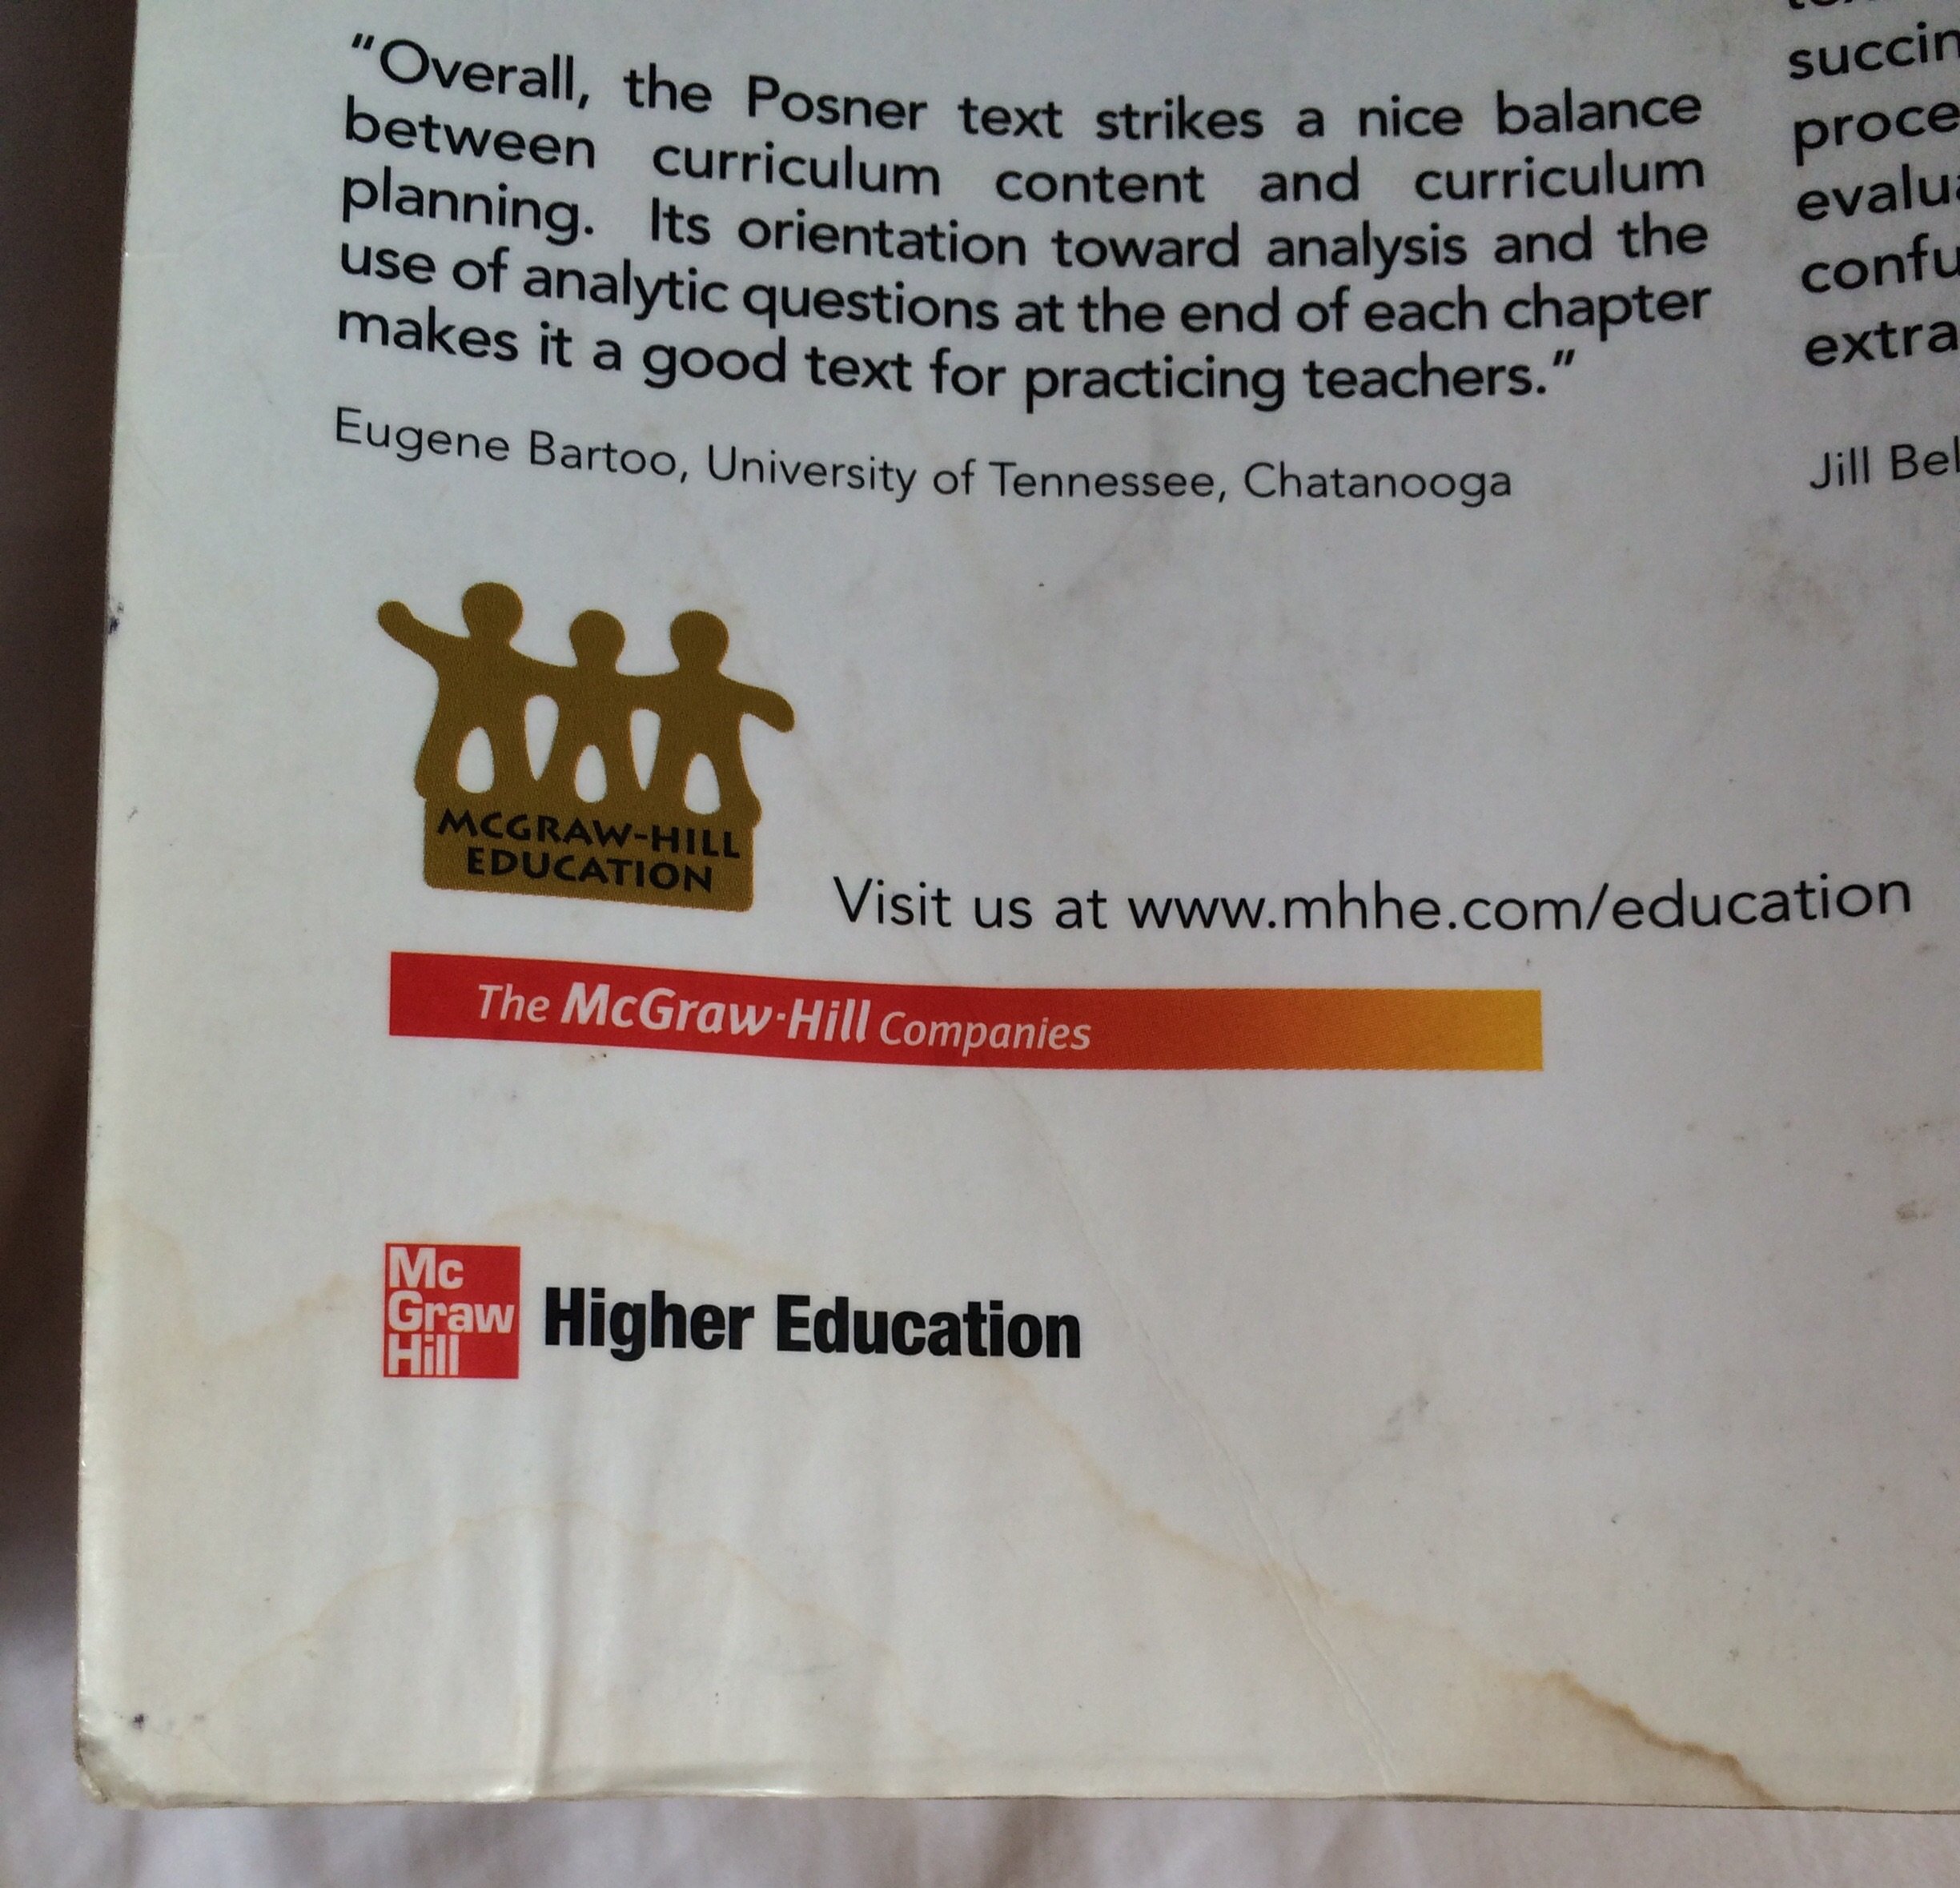 “Overall, the Posner text strikes a nice balance
between curriculum content and curriculum
planning. Its orientation toward analysis and the
use of analytic questions at the end of each chapter
makes it a good text for practicing teachers.”
Eugene Bartoo, University of Tennessee, Chatanooga
Jill
MCGRAW-HILL
EDUCATION
Visit us at www.mhhe.com/education
The McGraw·Hill Companies
Mc
Graw
Hill
Higher Education